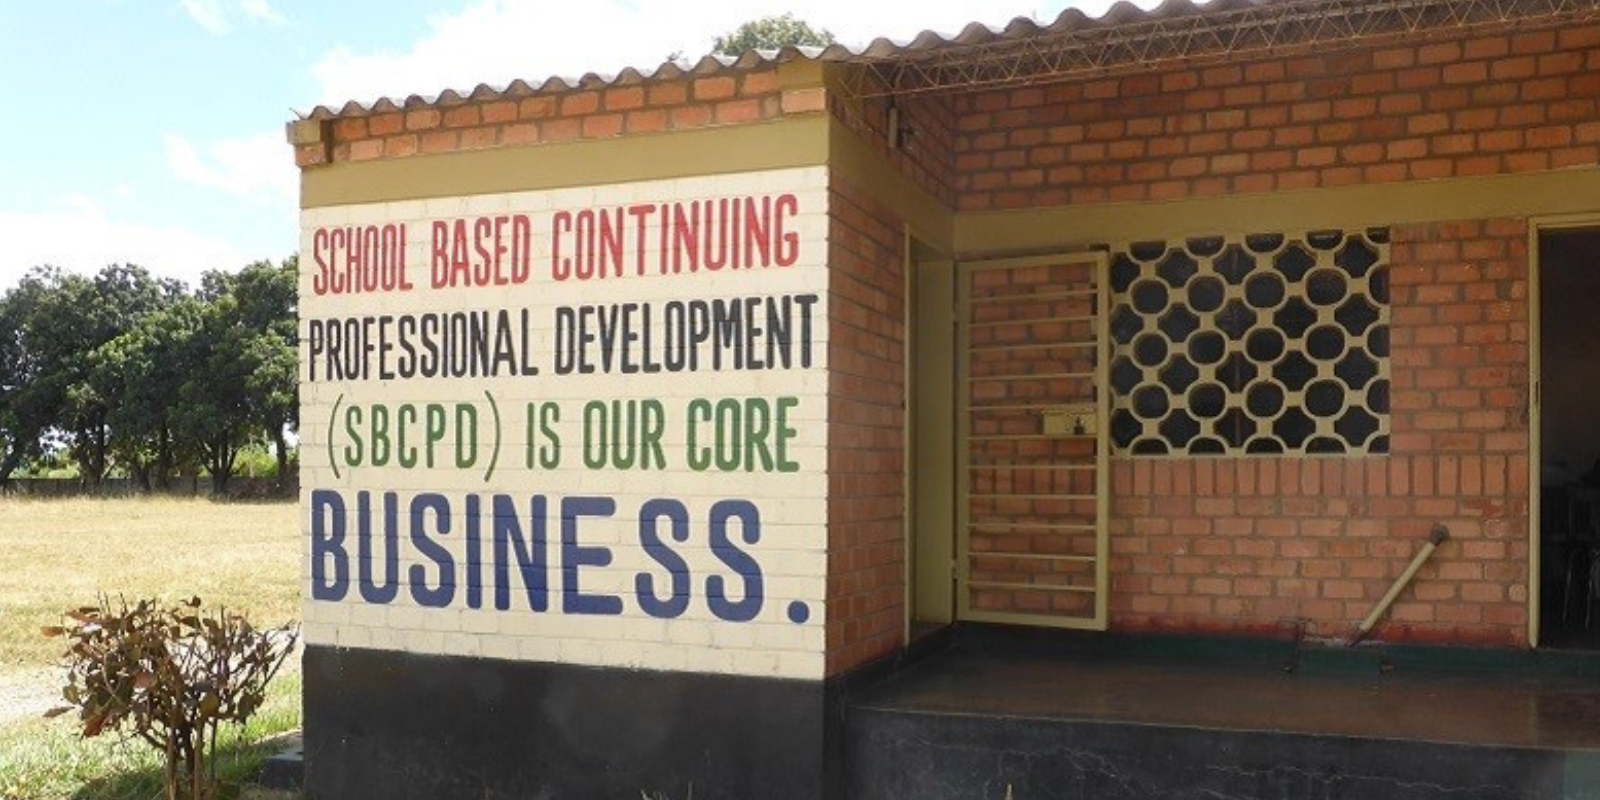 SCHOOL BASED CONTINUING
PROFESSIONAL DEVELOPMENT
(SBCPD) IS OUR CORE
BUSINESS.